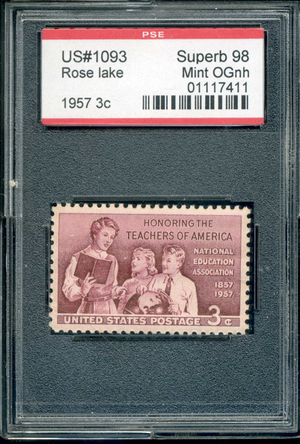 PSE
US#1093 Superb 98
Rose lake Mint OGnh
01117411
1957 3c
HONORING THE
TEACHERS OF AMERICA
NATIONAL
EDUCATION
ASSOCIATION
1857
1957
UNITED STATES POSTAGE 3c